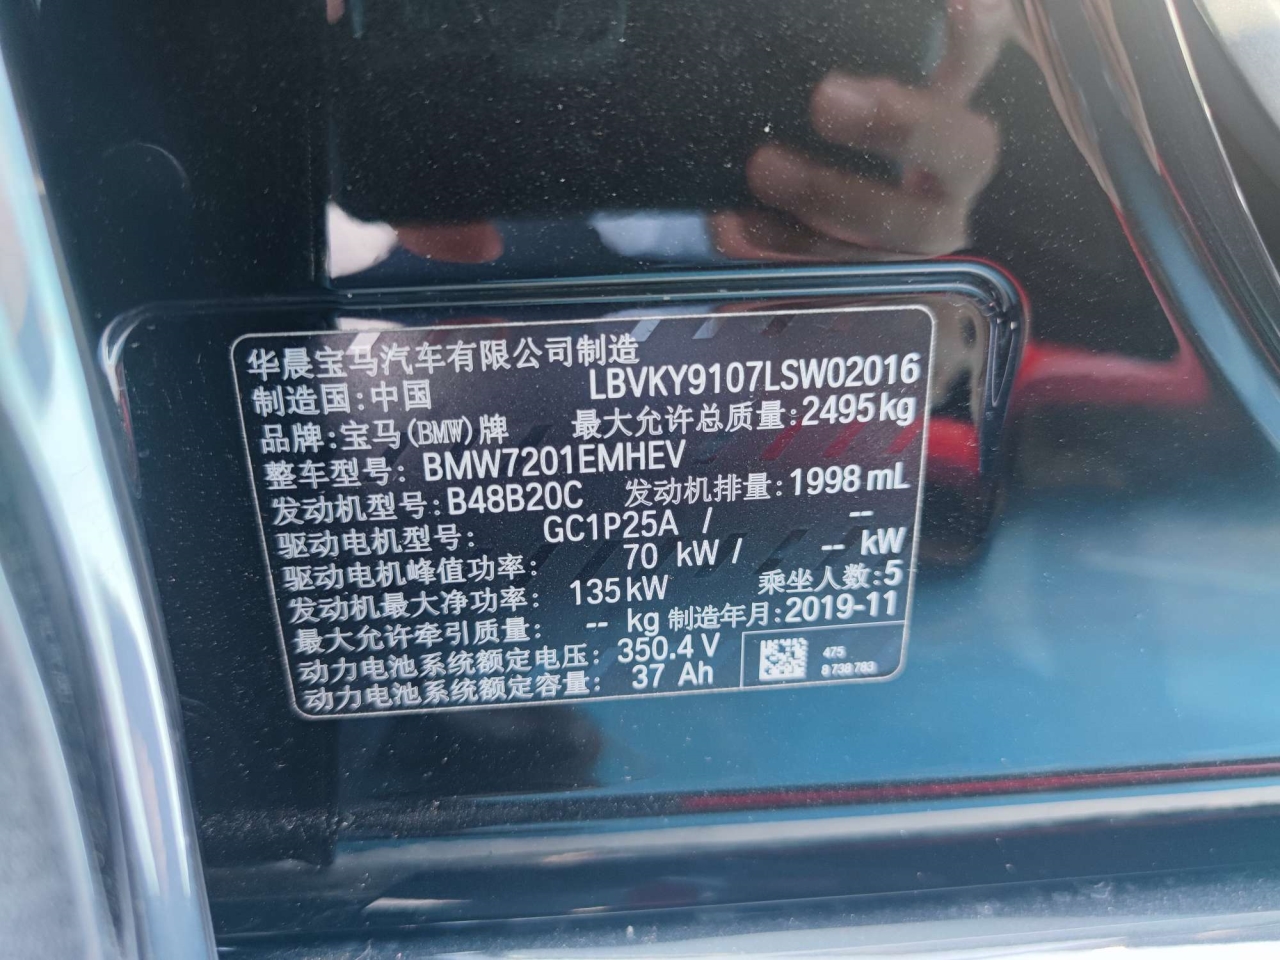 华晨宝马汽车有限公司制造
制造国:中国 LBVKY9107LSW02016
品牌:宝马(BMW)牌 最大允许总质量:2495kg
整车型号: BMW7201EMHEV
发动机型号:B48B20C 发动机排量:1998 mL
驱动电机型号: GC1P25A / --
驱动电机峰值功率: 70 kW / -- kW
发动机最大净功率: 135kW 乘坐人数:5
最大允许牵引质量: -- kg 制造年月:2019-11
动力电池系统额定电压: 350.4 V
动力电池系统额定容量: 37 Ah
475
8 738 783